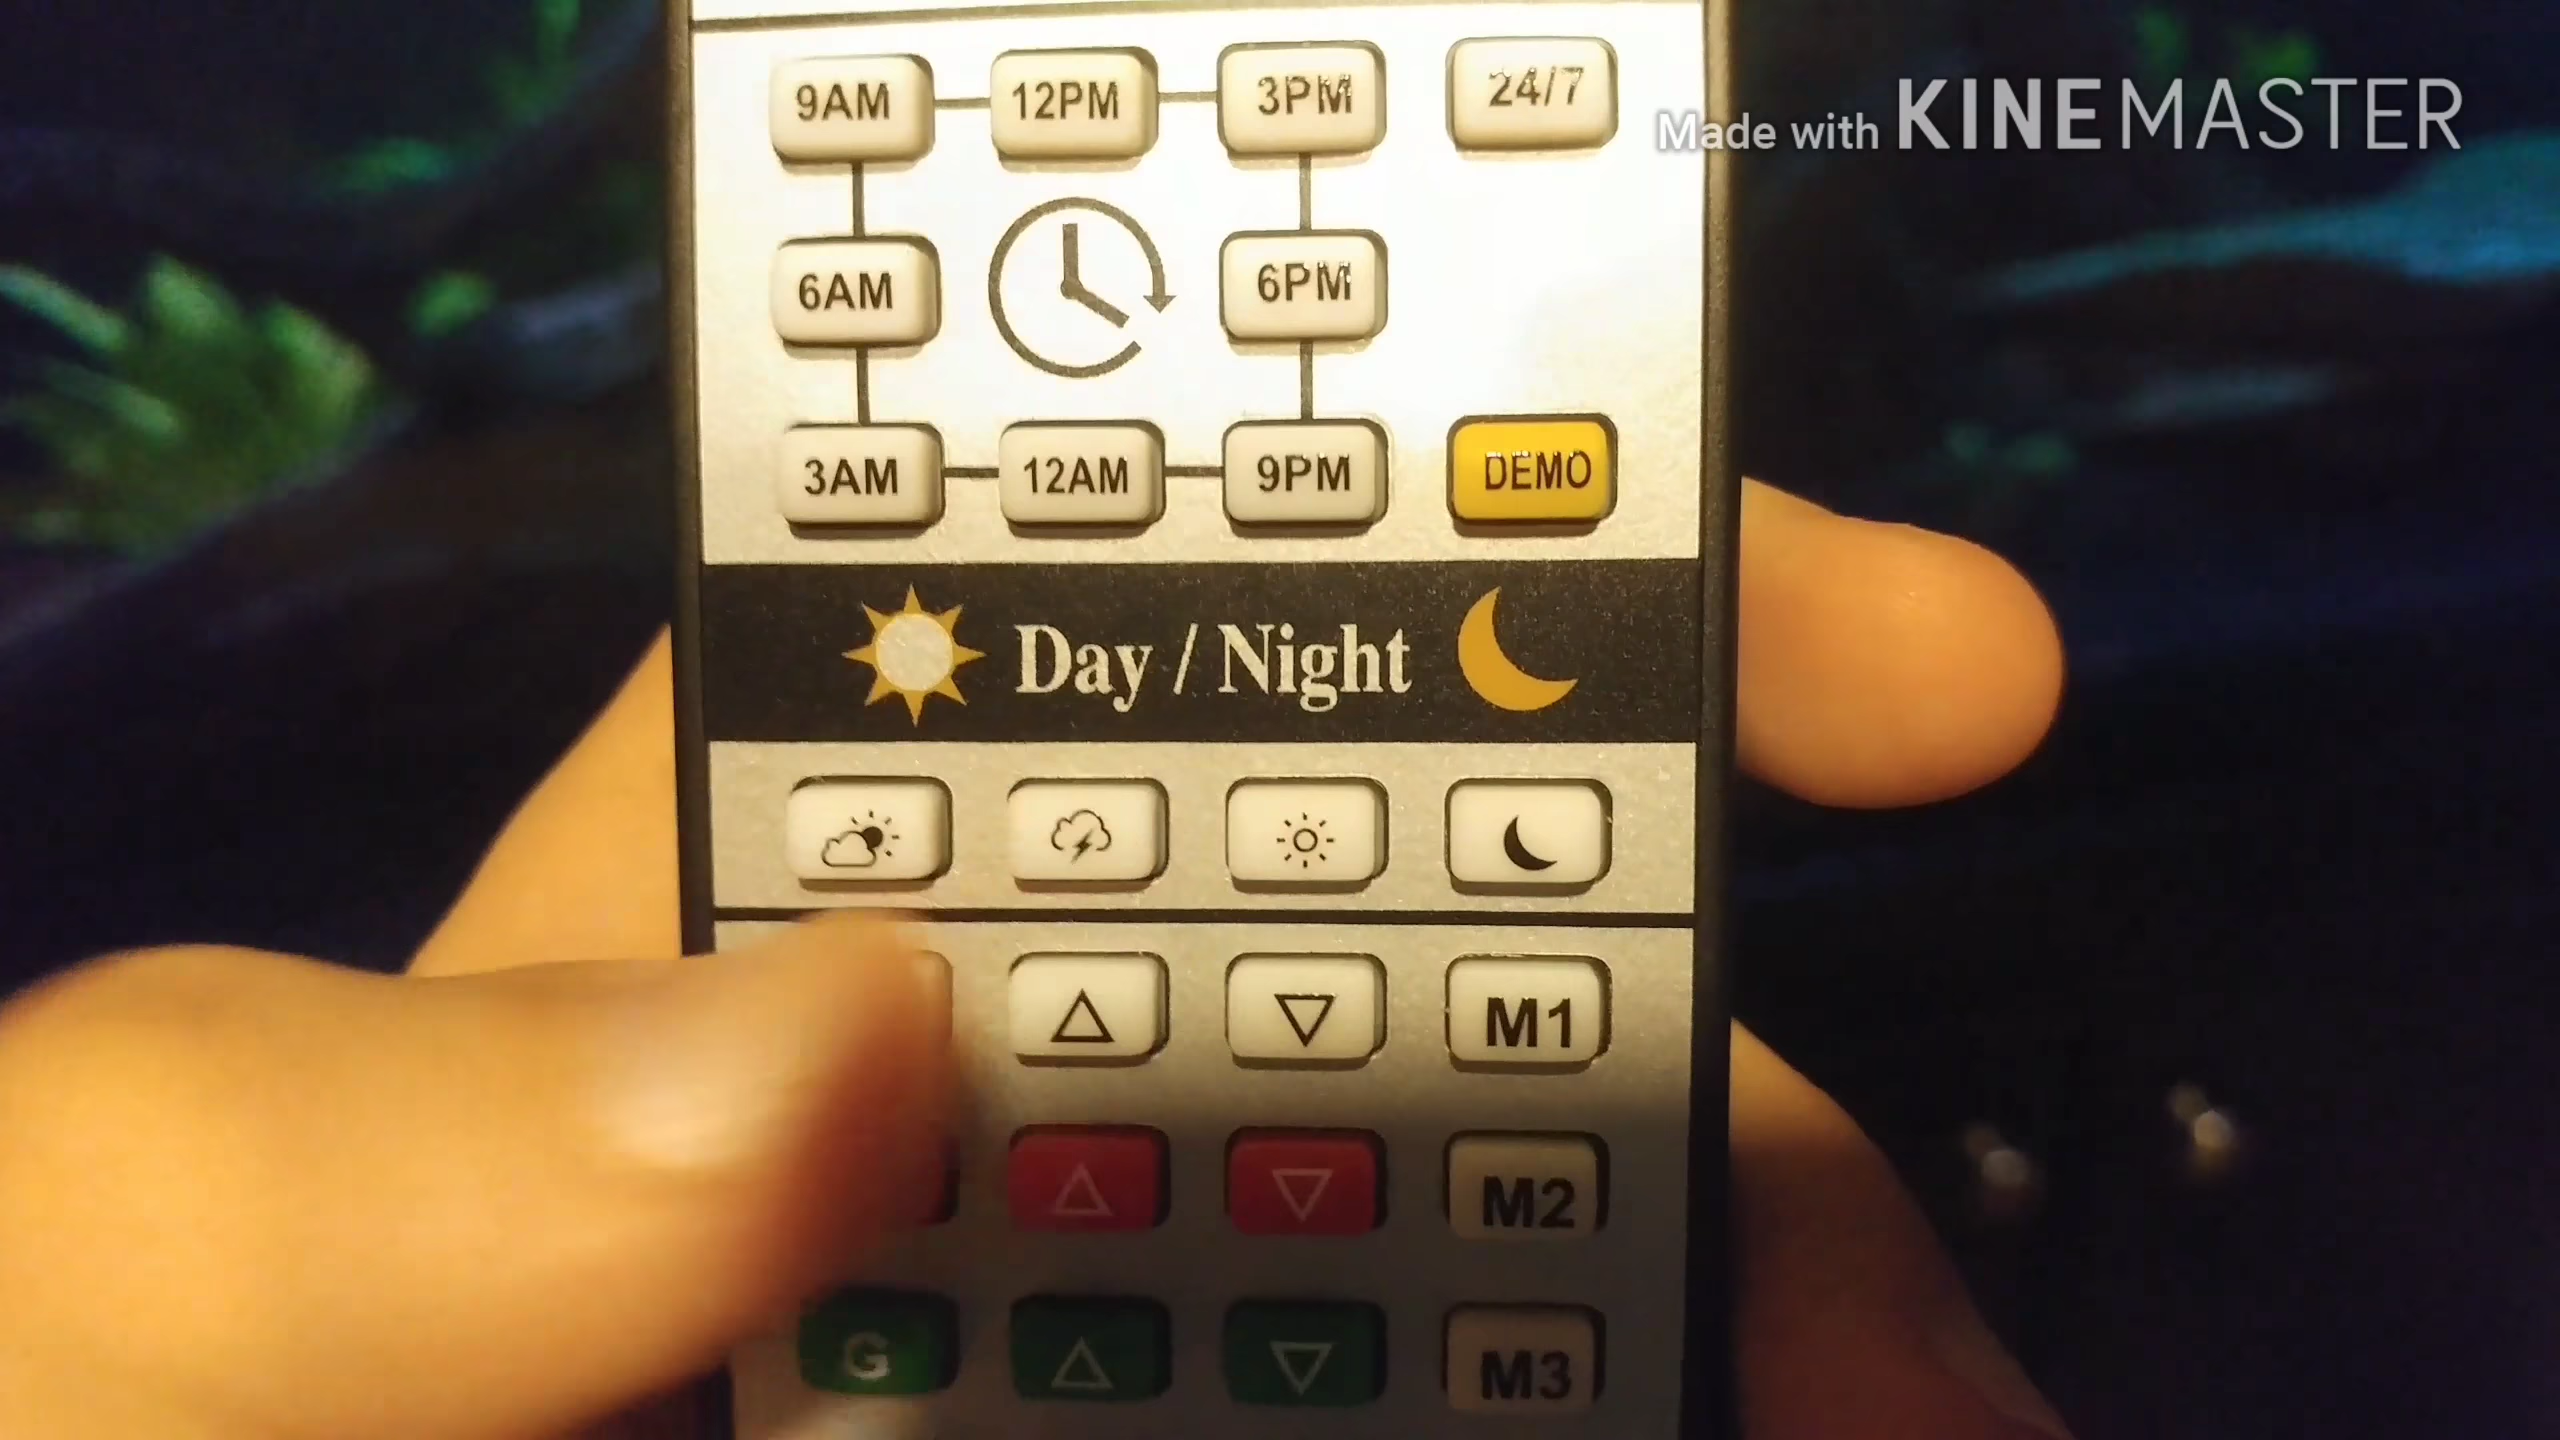 9AM 12PM 3PM 24/7
Made with KINEMASTER
6AM 6PM
3AM 12AM 9PM DEMO
Day / Night
M1
M2
G M3